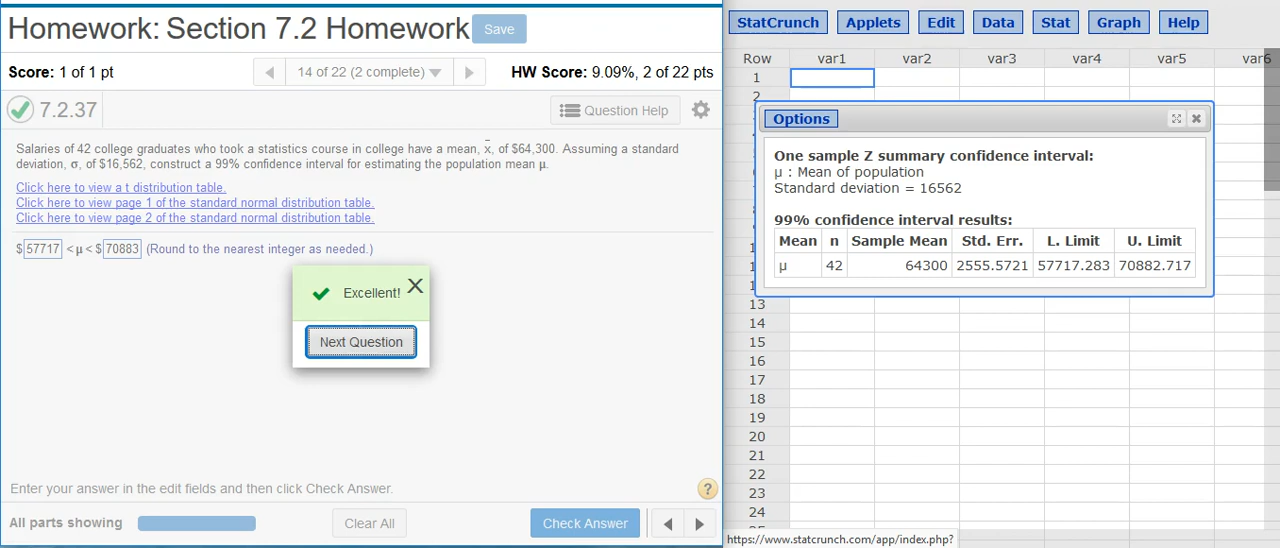 Homework: Section 7.2 Homework Save
Score: 1 of 1 pt
14 of 22 (2 complete)
HW Score: 9.09%, 2 of 22 pts
7.2.37
Question Help
Salaries of 42 college graduates who took a statistics course in college have a mean, x̄, of $64,300. Assuming a standard
deviation, σ, of $16,562, construct a 99% confidence interval for estimating the population mean μ.
Click here to view a t distribution table.
Click here to view page 1 of the standard normal distribution table.
Click here to view page 2 of the standard normal distribution table.
$ 57717 < μ < $ 70883 (Round to the nearest integer as needed.)
Excellent!
Next Question
Enter your answer in the edit fields and then click Check Answer.
?
All parts showing
Clear All
Check Answer
StatCrunch Applets Edit Data Stat Graph Help
Row var1 var2 var3 var4 var5 var6
1
2
Options
One sample Z summary confidence interval:
μ : Mean of population
Standard deviation = 16562
99% confidence interval results:
Mean n Sample Mean Std. Err. L. Limit U. Limit
μ 42 64300 2555.5721 57717.283 70882.717
13
14
15
16
17
18
19
20
21
22
23
24
https://www.statcrunch.com/app/index.php?